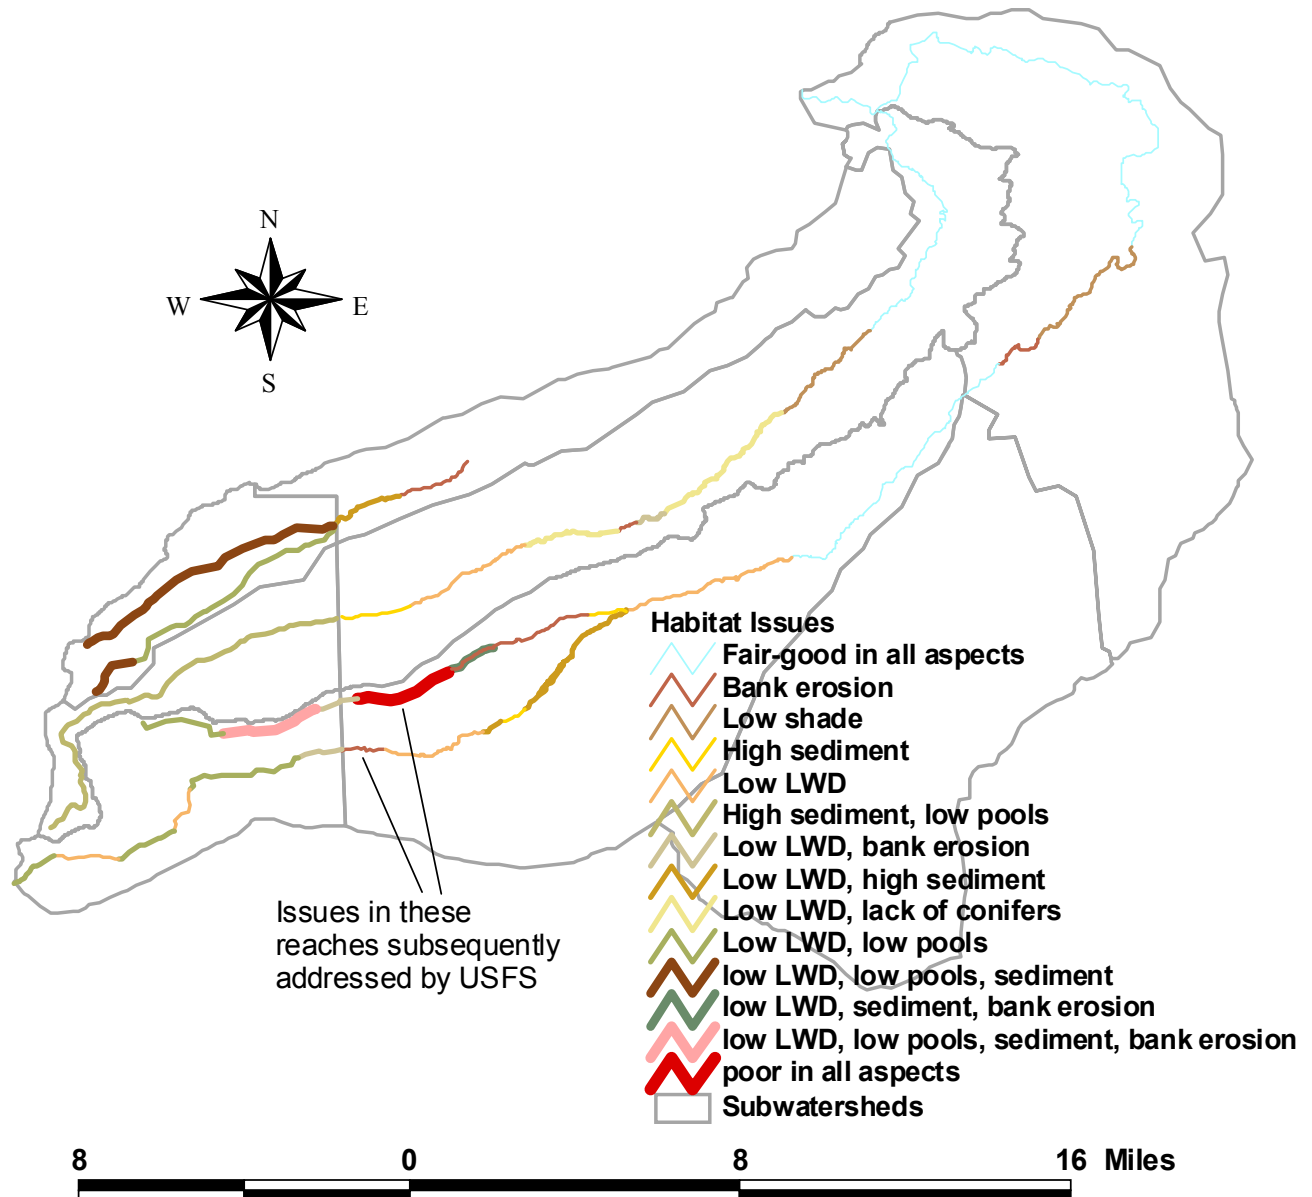 N
W
E
S
Habitat Issues
Fair-good in all aspects
Bank erosion
Low shade
High sediment
Low LWD
High sediment, low pools
Low LWD, bank erosion
Low LWD, high sediment
Low LWD, lack of conifers
Low LWD, low pools
low LWD, low pools, sediment
low LWD, sediment, bank erosion
low LWD, low pools, sediment, bank erosion
poor in all aspects
Subwatersheds
Issues in these
reaches subsequently
addressed by USFS
8 0 8 16 Miles